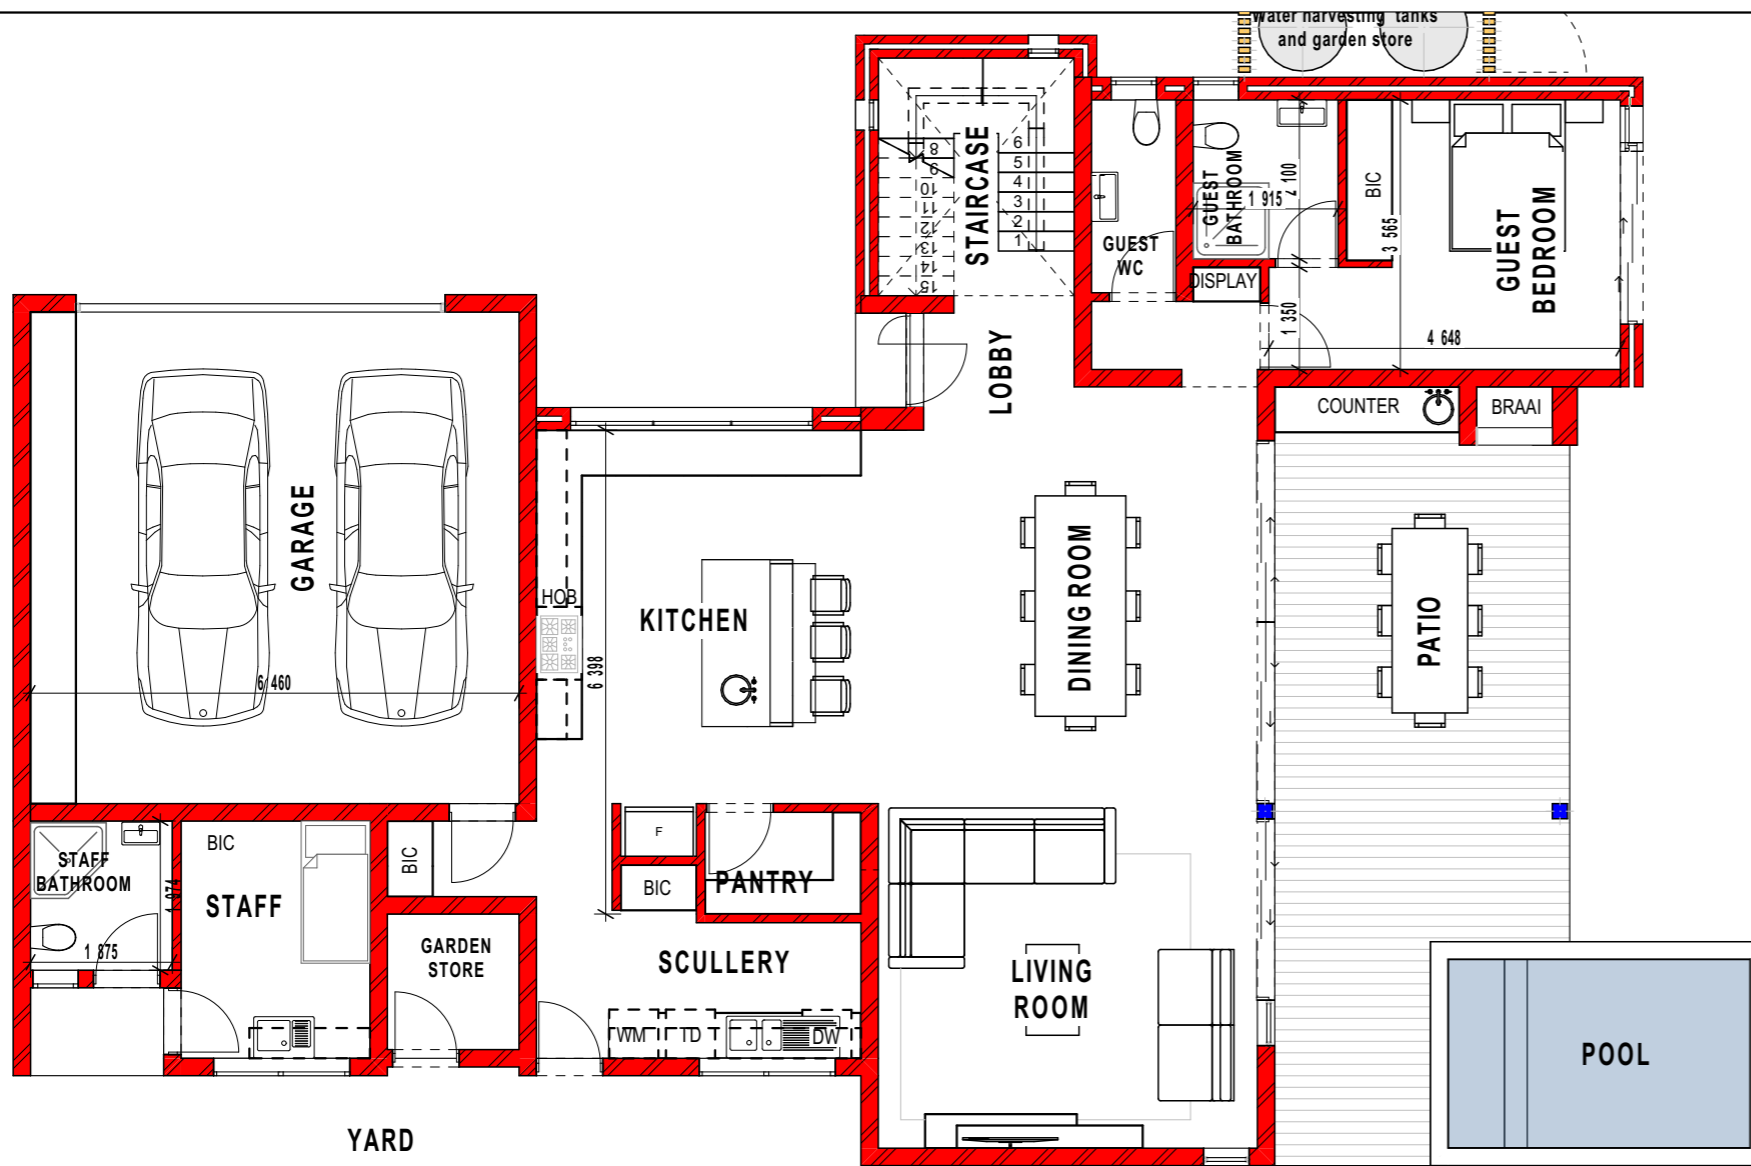 Water harvesting tanks
and garden store
STAIRCASE
6
5
4
3
2
1
8
9
10
11
12
13
14
15
GUEST
WC
GUEST
BATHROOM
1 915
2 100
BIC
3 565
GUEST
BEDROOM
DISPLAY
1 350
4 648
LOBBY
COUNTER
BRAAI
GARAGE
6 460
HOB
KITCHEN
6 398
DINING ROOM
PATIO
STAFF
BATHROOM
1 974
1 875
BIC
STAFF
BIC
GARDEN
STORE
F
BIC
PANTRY
SCULLERY
WM
TD
DW
LIVING
ROOM
POOL
YARD